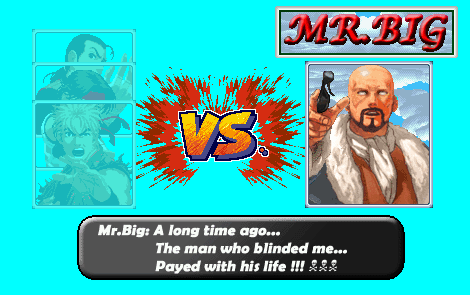 MR.BIG
VS.
Mr.Big: A long time ago...
The man who blinded me...
Payed with his life !!! ☠☠☠